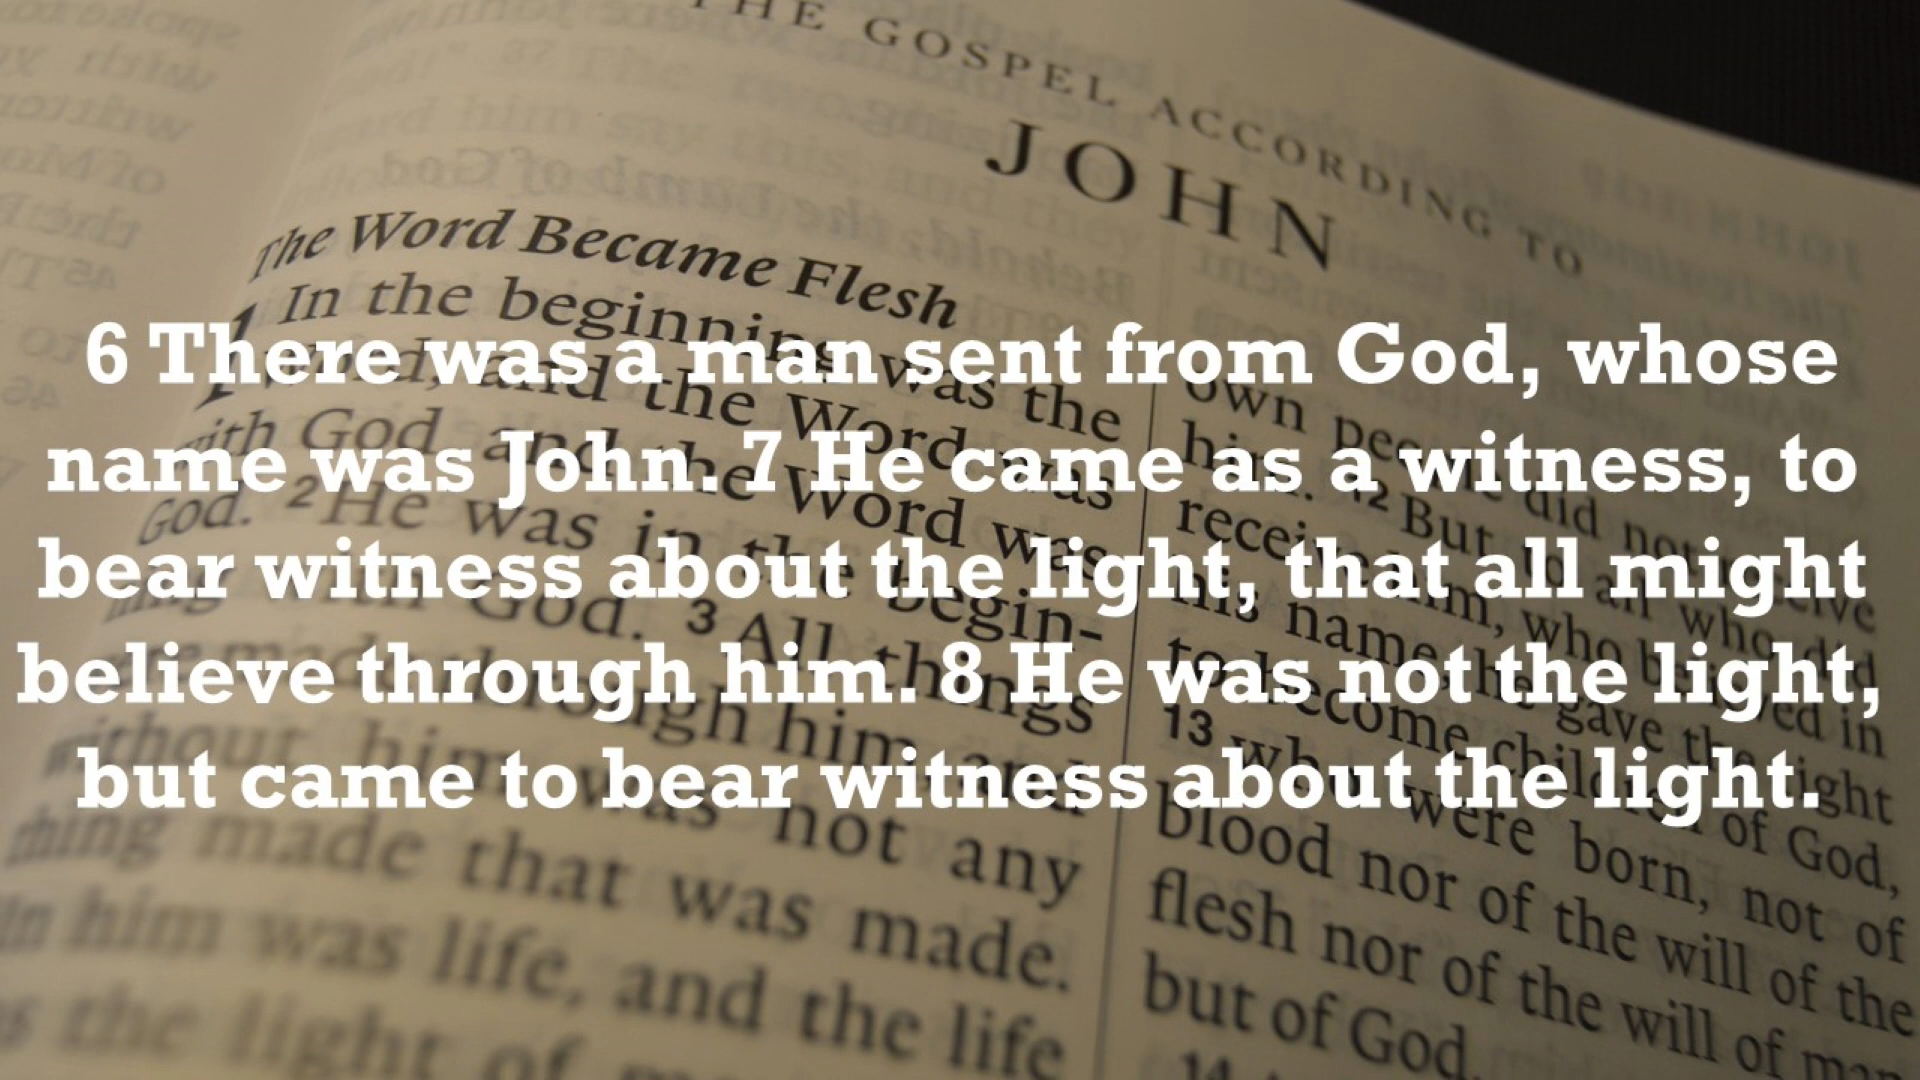 THE GOSPEL ACCORDING TO
JOHN
The Word Became Flesh
1 In the beginning was the
Word, and the Word was
with God, and the Word was
God. 2 He was in the begin-
ning with God. 3 All things
made through him, and
without him was not any
thing made that was made.
In him was life, and the life
the light of
own people did not receive
him. 12 But to all who did
receive him, who believed in
his name, he gave the right
to become children of God,
13 who were born, not of
blood nor of the will of the
flesh nor of the will of man
but of God.
14
6 There was a man sent from God, whose
name was John. 7 He came as a witness, to
bear witness about the light, that all might
believe through him. 8 He was not the light,
but came to bear witness about the light.